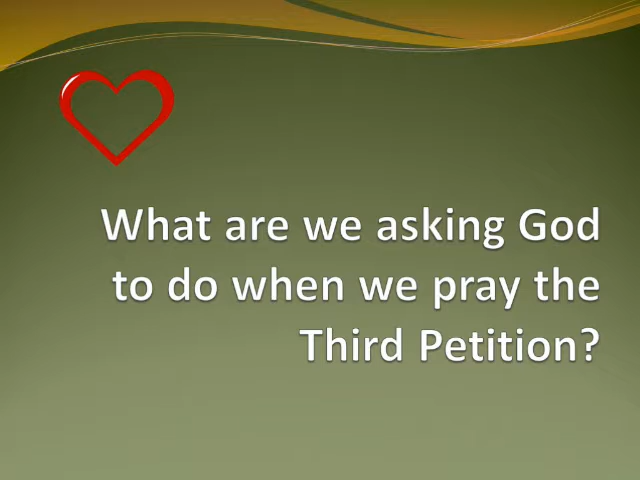 What are we asking God
to do when we pray the
Third Petition?